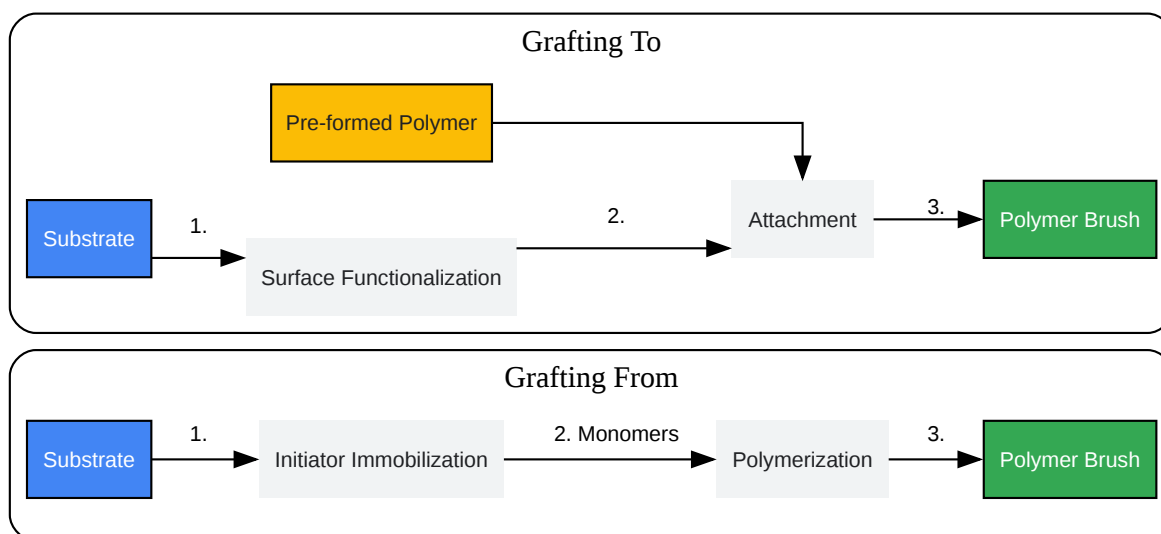 Grafting To
Pre-formed Polymer
Substrate
1.
Surface Functionalization
2.
Attachment
3.
Polymer Brush
Grafting From
Substrate
1.
Initiator Immobilization
2. Monomers
Polymerization
3.
Polymer Brush